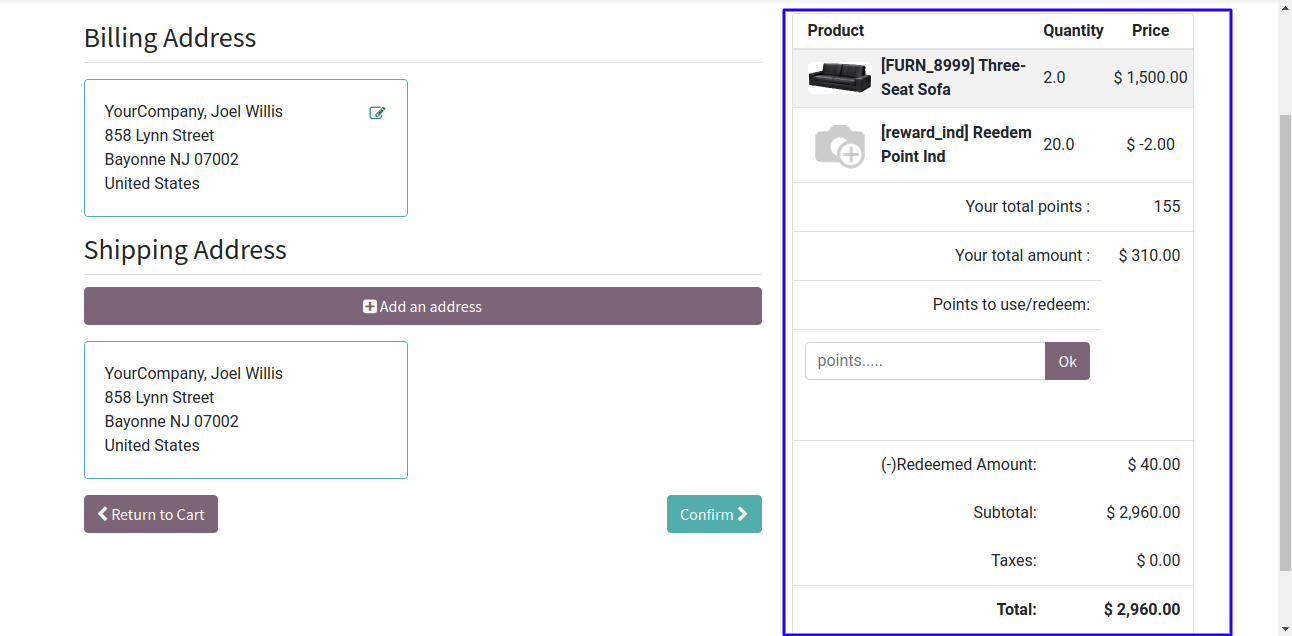 Billing Address
YourCompany, Joel Willis
858 Lynn Street
Bayonne NJ 07002
United States
Shipping Address
Add an address
YourCompany, Joel Willis
858 Lynn Street
Bayonne NJ 07002
United States
Return to Cart
Confirm
Product Quantity Price
[FURN_8999] Three-
Seat Sofa
2.0 $ 1,500.00
[reward_ind] Reedem
Point Ind
20.0 $ -2.00
Your total points : 155
Your total amount : $ 310.00
Points to use/redeem:
points..... Ok
(-)Redeemed Amount: $ 40.00
Subtotal: $ 2,960.00
Taxes: $ 0.00
Total: $ 2,960.00